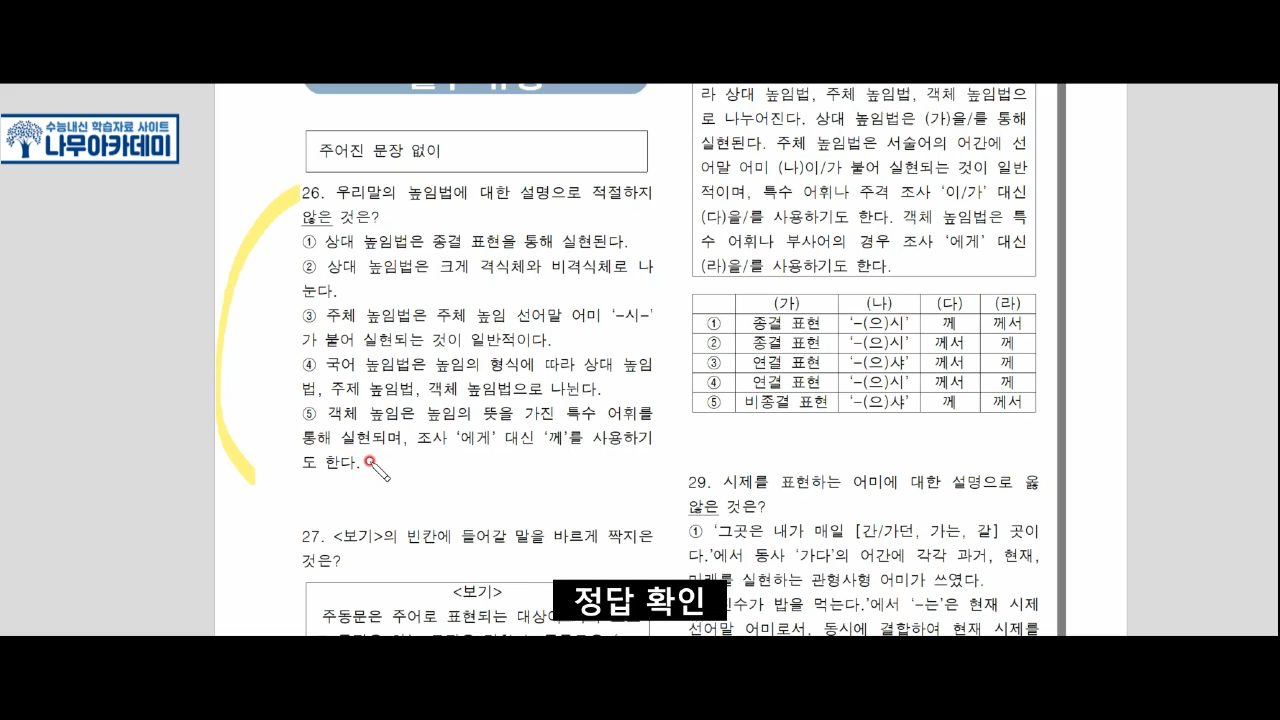 수능내신 학습자료 사이트
나무아카데미
주어진 문장 없이
26. 우리말의 높임법에 대한 설명으로 적절하지
않은 것은?
① 상대 높임법은 종결 표현을 통해 실현된다.
② 상대 높임법은 크게 격식체와 비격식체로 나
눈다.
③ 주체 높임법은 주체 높임 선어말 어미 ‘–시–’
가 붙어 실현되는 것이 일반적이다.
④ 국어 높임법은 높임의 형식에 따라 상대 높임
법, 주제 높임법, 객체 높임법으로 나뉜다.
⑤ 객체 높임은 높임의 뜻을 가진 특수 어휘를
통해 실현되며, 조사 ‘에게’ 대신 ‘께’를 사용하기
도 한다.
27. <보기>의 빈칸에 들어갈 말을 바르게 짝지은
것은?
<보기>
주동문은 주어로 표현되는
라 상대 높임법, 주체 높임법, 객체 높임법으
로 나누어진다. 상대 높임법은 (가)을/를 통해
실현된다. 주체 높임법은 서술어의 어간에 선
어말 어미 (나)이/가 붙어 실현되는 것이 일반
적이며, 특수 어휘나 주격 조사 ‘이/가’ 대신
(다)을/를 사용하기도 한다. 객체 높임법은 특
수 어휘나 부사어의 경우 조사 ‘에게’ 대신
(라)을/를 사용하기도 한다.
(가) (나) (다) (라)
① 종결 표현 ‘-(으)시’ 께 께서
② 종결 표현 ‘-(으)시’ 께서 께
③ 연결 표현 ‘-(으)샤’ 께서 께
④ 연결 표현 ‘-(으)시’ 께서 께
⑤ 비종결 표현 ‘-(으)샤’ 께 께서
29. 시제를 표현하는 어미에 대한 설명으로 옳
않은 것은?
① ‘그곳은 내가 매일 [간/가던, 가는, 갈] 곳이
다.’에서 동사 ‘가다’의 어간에 각각 과거, 현재,
실현하는 관형사형 어미가 쓰였다.
밥을 먹는다.’에서 ‘–는’은 현재 시제
선어말 어미로서, 동시에 결합하여 현재 시제를
정답 확인